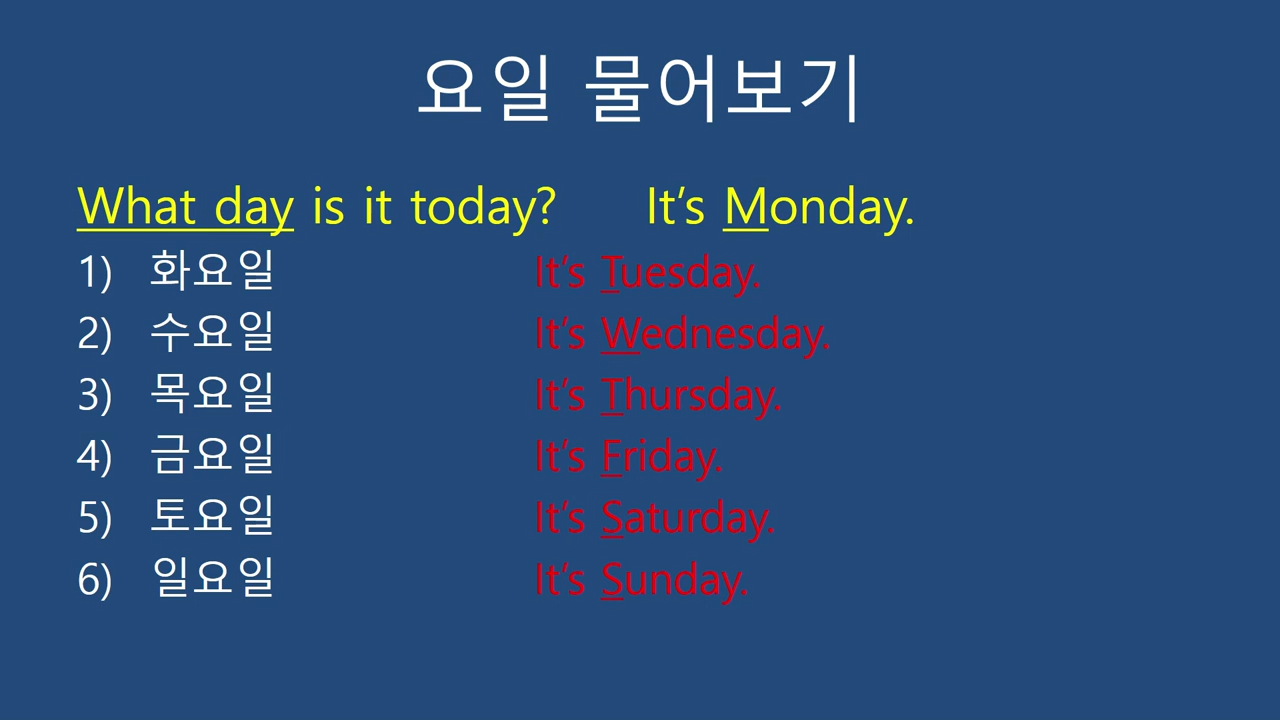 요일 물어보기
What day is it today? It’s Monday.
1) 화요일 It’s Tuesday.
2) 수요일 It’s Wednesday.
3) 목요일 It’s Thursday.
4) 금요일 It’s Friday.
5) 토요일 It’s Saturday.
6) 일요일 It’s Sunday.